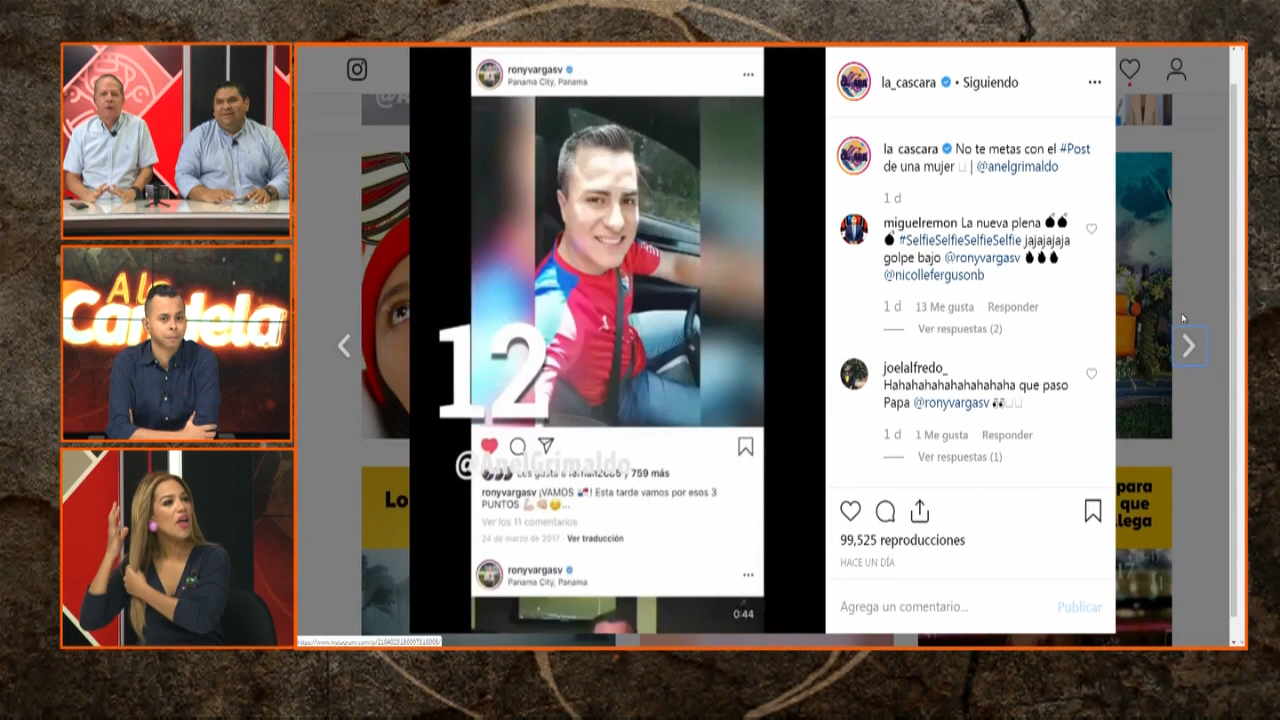 A la
Candela
ronyvargasv
Panama City, Panama
12
@AnelGrimaldo
Les gusta a
y 759 más
ronyvargasv ¡VAMOS 🇵🇦! Esta tarde vamos por esos 3
PUNTOS 💪🏼👊🏼😏...
Ver los 11 comentarios
24 de marzo de 2017 · Ver traducción
ronyvargasv
Panama City, Panama
0:44
la_cascara • Siguiendo
la_cascara No te metas con el #Post
de una mujer | @anelgrimaldo
1 d
miguelremon La nueva plena 💣💣
💣 #SelfieSelfieSelfieSelfie jajajajaja
golpe bajo @ronyvargasv 💣💣💣
@nicollefergusonb
1 d 13 Me gusta Responder
Ver respuestas (2)
joelalfredo_
Hahahahahahahahahaha que paso
Papa @ronyvargasv 👀
1 d 1 Me gusta Responder
Ver respuestas (1)
99,525 reproducciones
HACE UN DÍA
Agrega un comentario... Publicar
Lo
para
que
llega